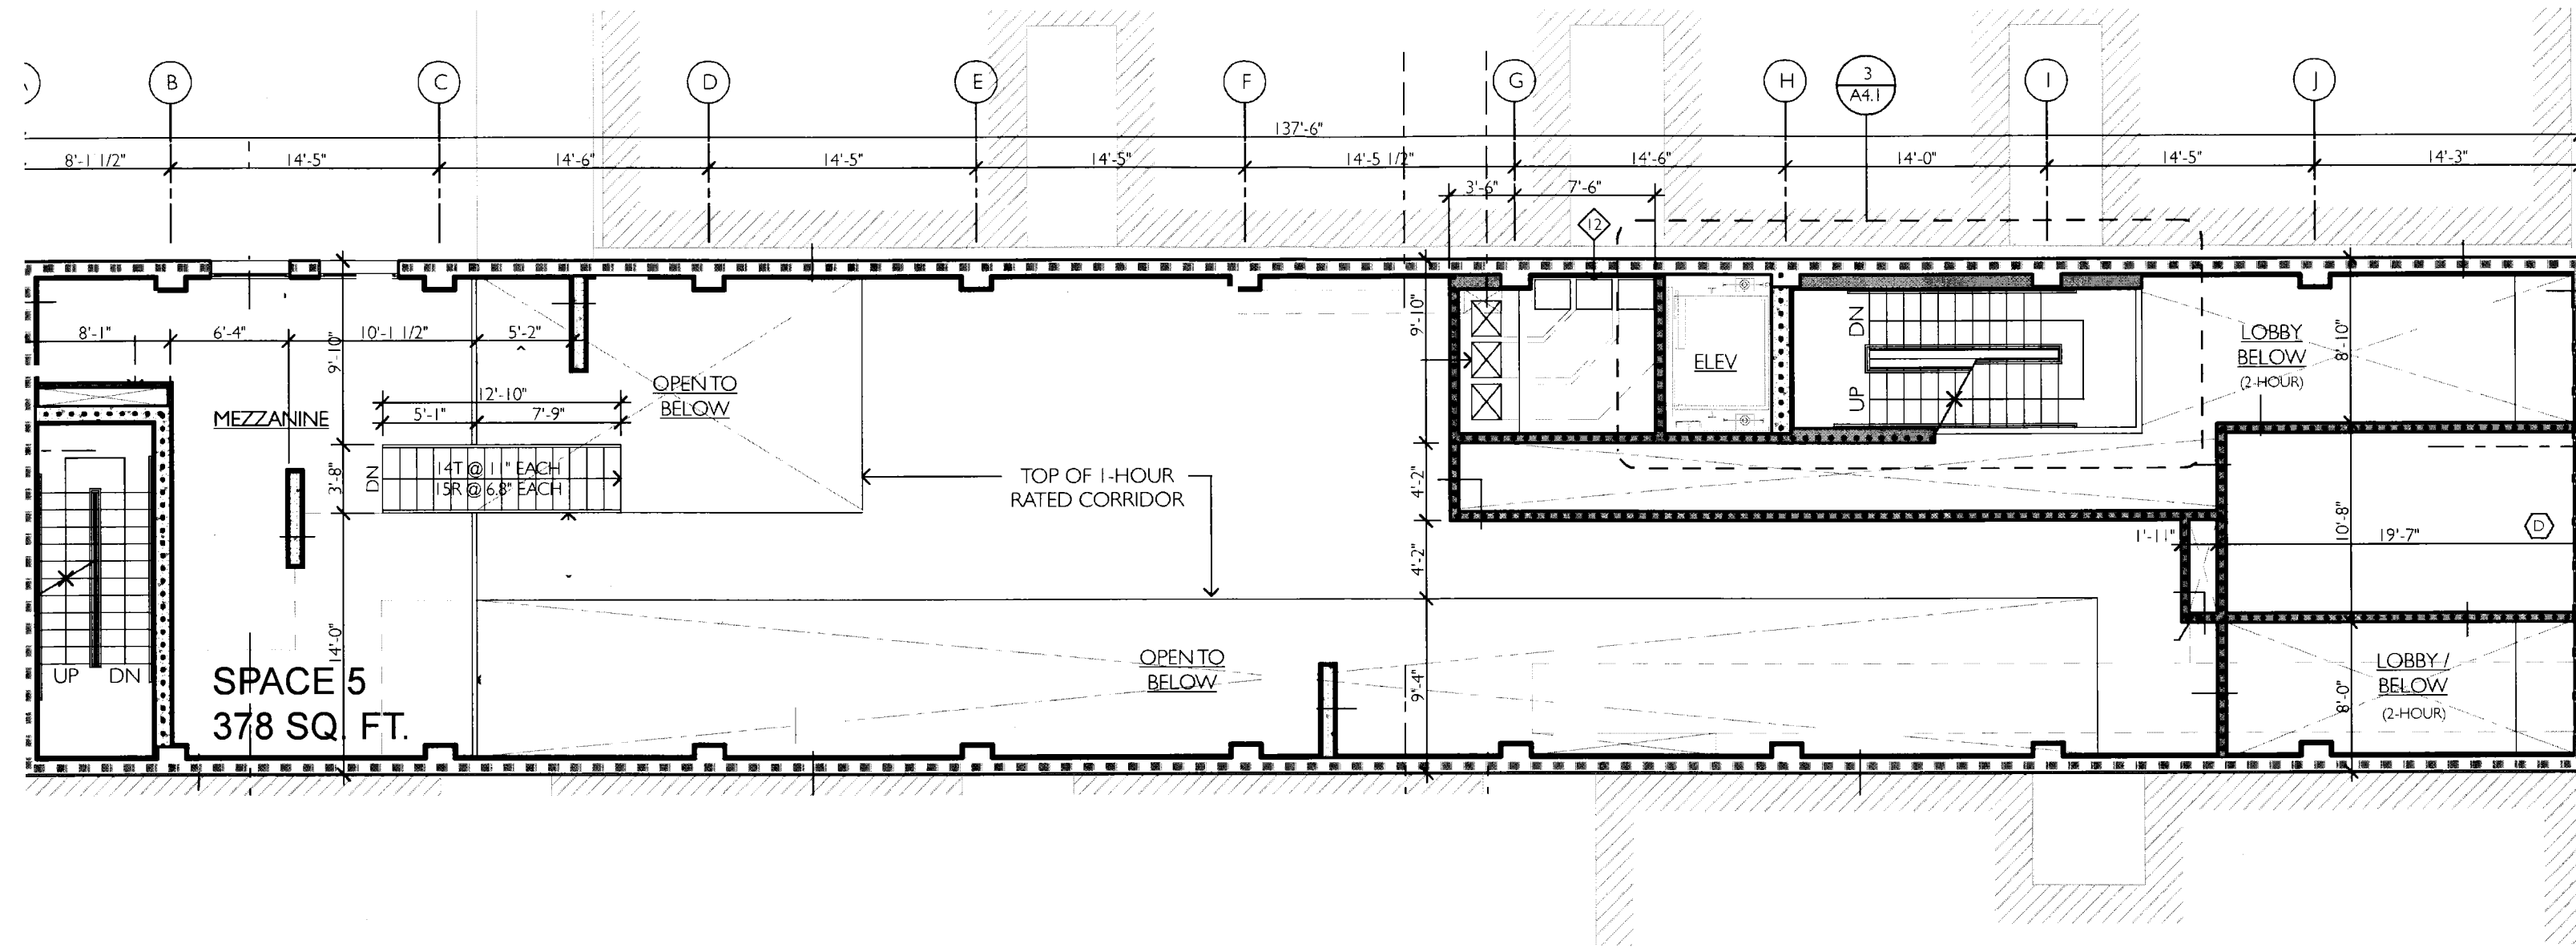 B
C
D
E
F
G
H
3
A4.1
I
J
137'-6"
8'-1 1/2"
14'-5"
14'-6"
14'-5"
14'-5"
14'-5 1/2"
14'-6"
14'-0"
14'-5"
14'-3"
3'-6"
7'-6"
12
8'-1"
6'-4"
10'-1 1/2"
5'-2"
9'-10"
9'-10"
8'-10"
DN
UP
ELEV
LOBBY
BELOW
(2-HOUR)
OPEN TO
BELOW
12'-10"
5'-1"
7'-9"
MEZZANINE
DN
3'-8"
14T @ 11" EACH
15R @ 6.8" EACH
TOP OF 1-HOUR
RATED CORRIDOR
4'-2"
4'-2"
10'-8"
1'-11"
19'-7"
D
14'-0"
UP
DN
SPACE 5
378 SQ. FT.
OPEN TO
BELOW
9'-4"
8'-0"
LOBBY /
BELOW
(2-HOUR)